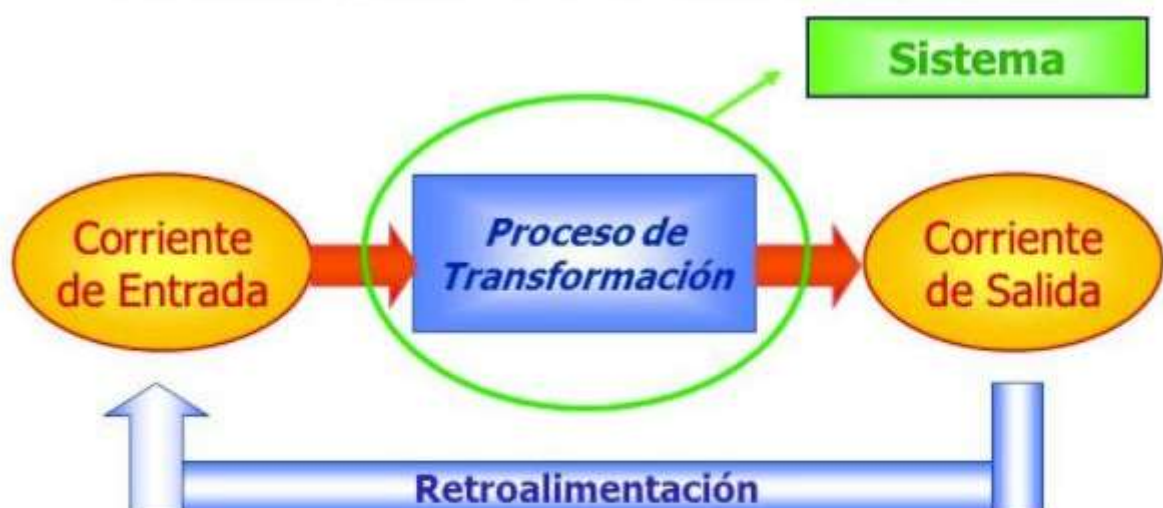 Sistema
Corriente
de Entrada
Proceso de
Transformación
Corriente
de Salida
Retroalimentación